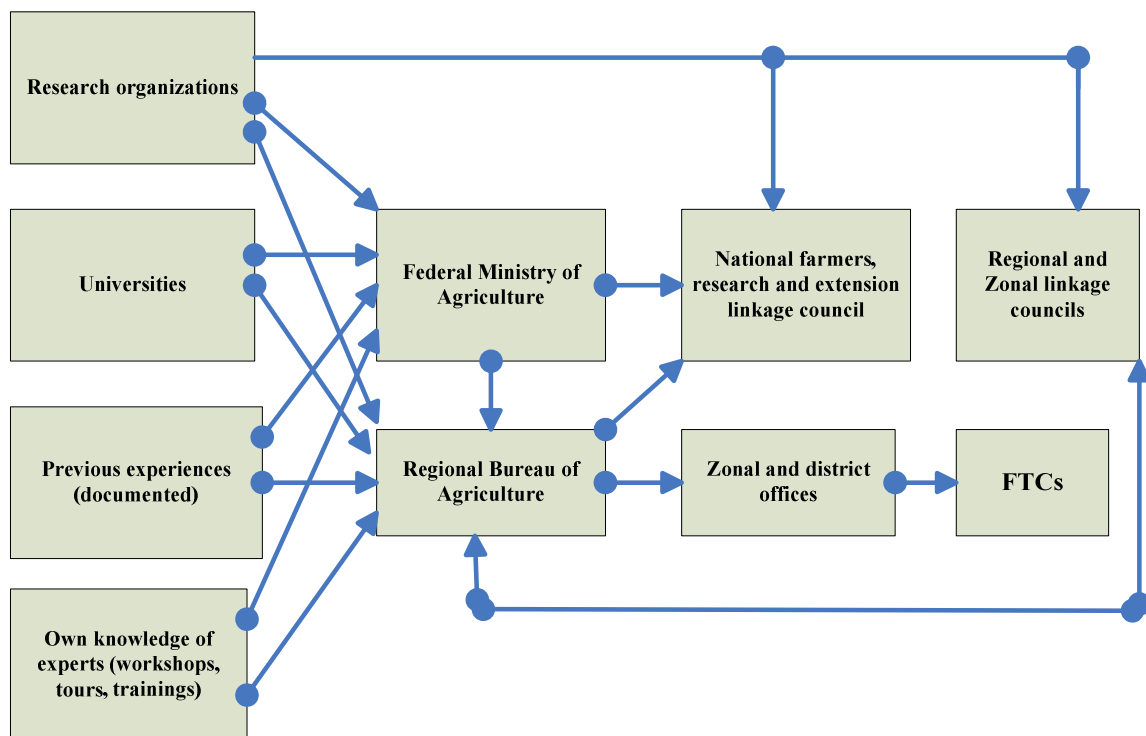 Research organizations
Universities
Federal Ministry of
Agriculture
National farmers,
research and extension
linkage council
Regional and
Zonal linkage
councils
Previous experiences
(documented)
Regional Bureau of
Agriculture
Zonal and district
offices
FTCs
Own knowledge of
experts (workshops,
tours, trainings)